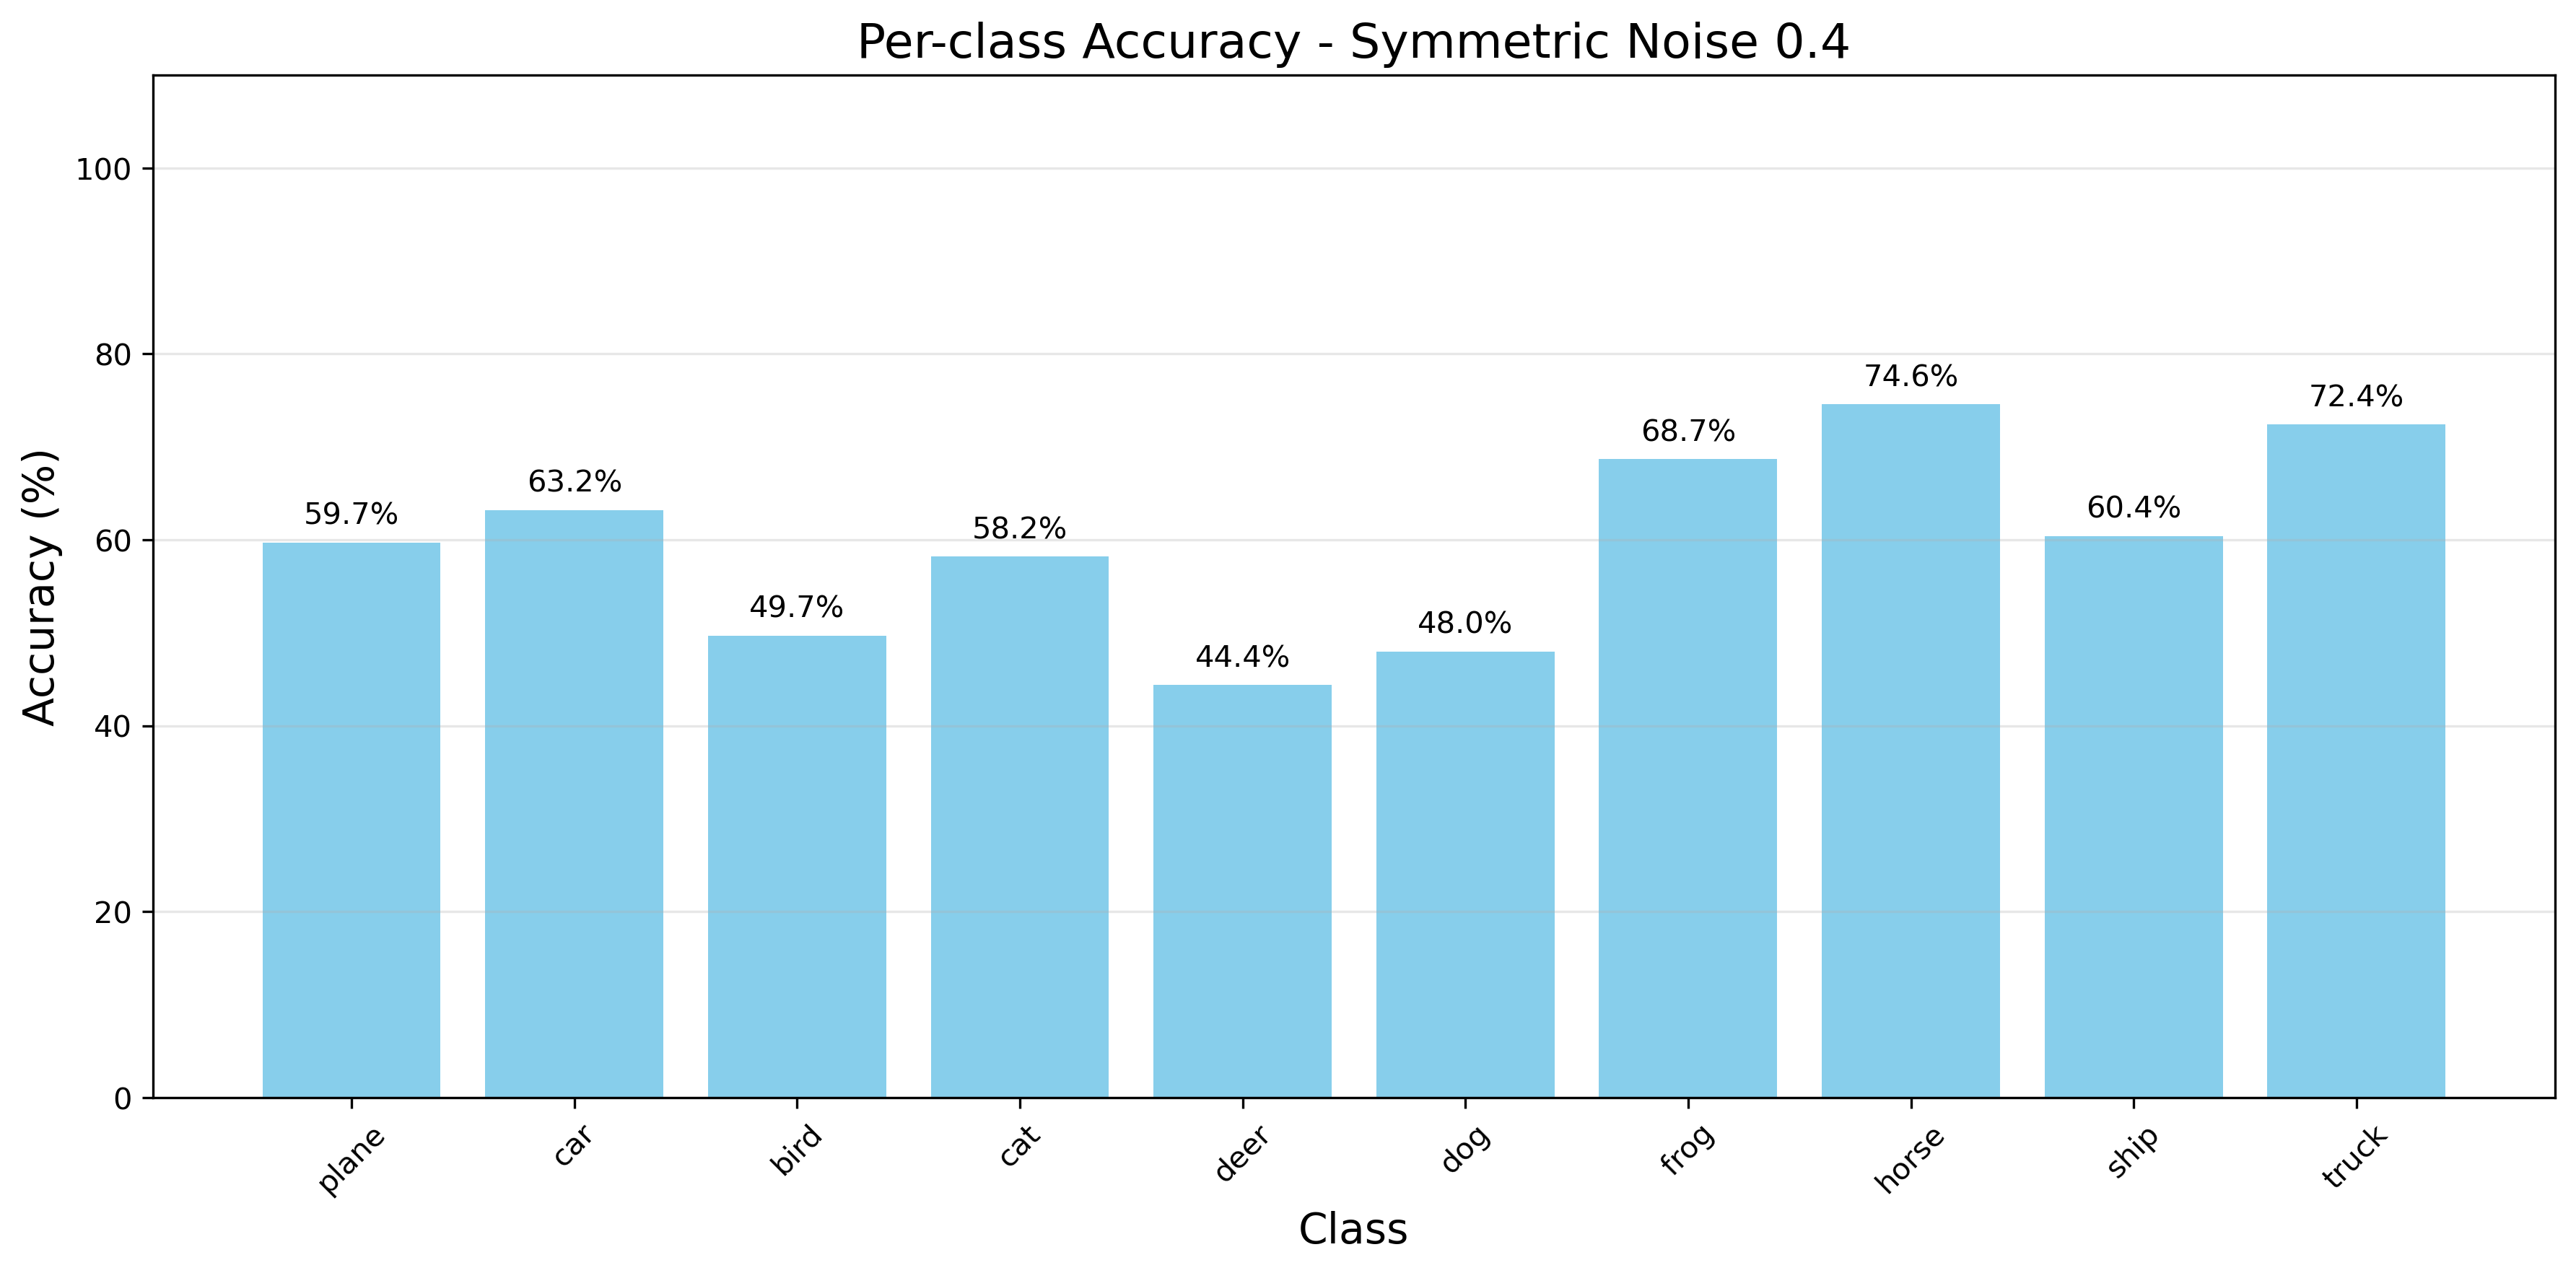 Per-class Accuracy - Symmetric Noise 0.4
Accuracy (%)
100
80
60
40
20
0
59.7%
63.2%
49.7%
58.2%
44.4%
48.0%
68.7%
74.6%
60.4%
72.4%
plane
car
bird
cat
deer
dog
frog
horse
ship
truck
Class